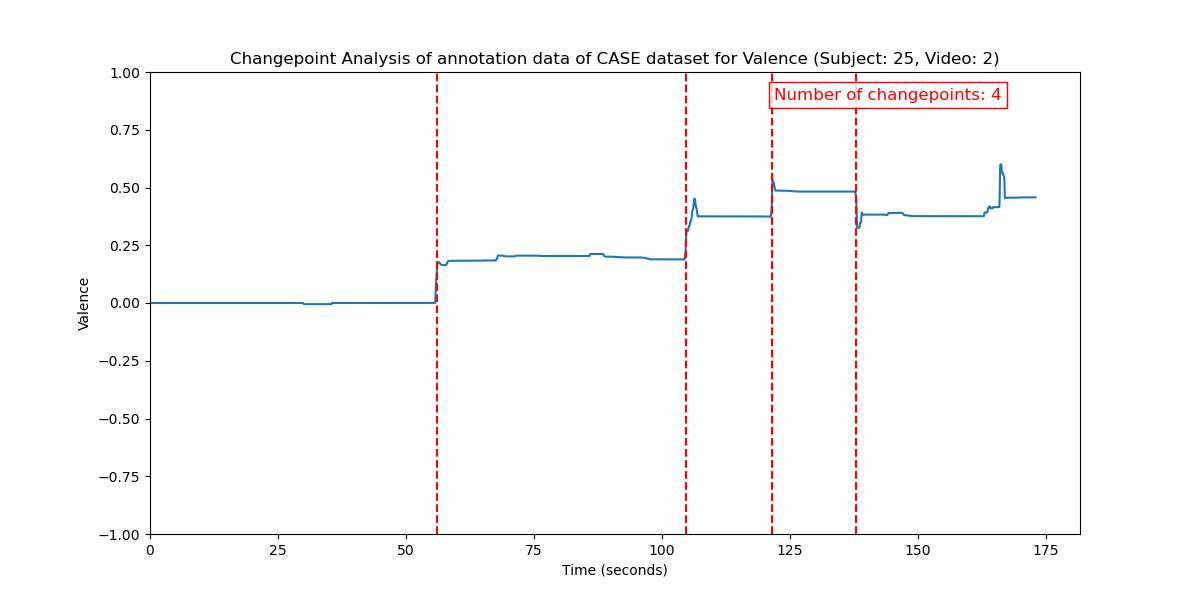 Changepoint Analysis of annotation data of CASE dataset for Valence (Subject: 25, Video: 2)
Number of changepoints: 4
1.00
0.75
0.50
0.25
0.00
−0.25
−0.50
−0.75
−1.00
Valence
0 25 50 75 100 125 150 175
Time (seconds)